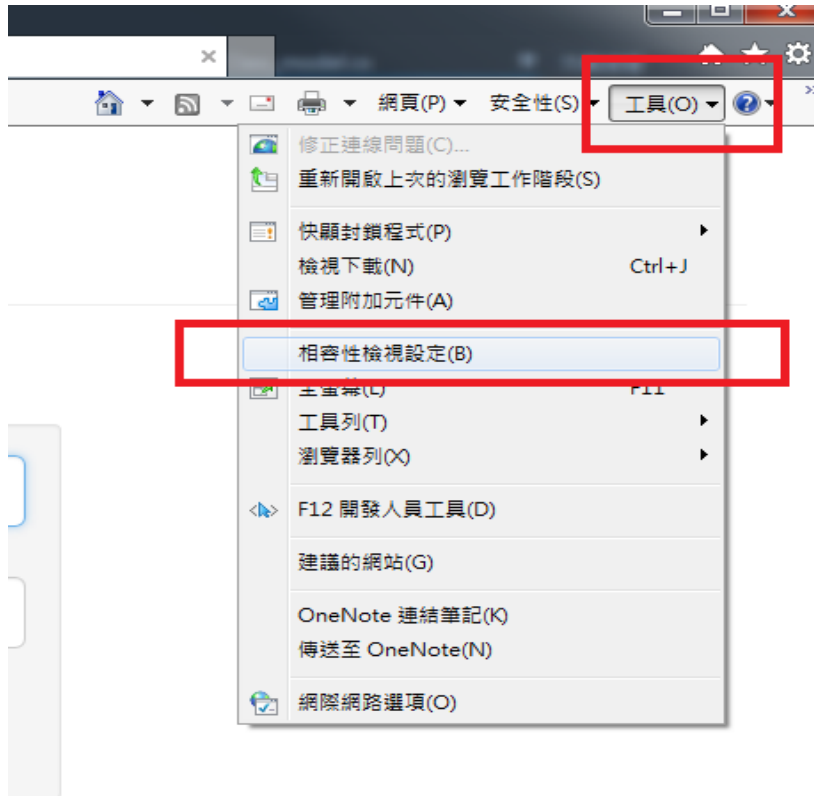 網頁(P) 安全性(S) 工具(O)
修正連線問題(C)...
重新開啟上次的瀏覽工作階段(S)
快顯封鎖程式(P)
檢視下載(N) Ctrl+J
管理附加元件(A)
相容性檢視設定(B)
全螢幕(L) F11
工具列(T)
瀏覽器列(X)
F12 開發人員工具(D)
建議的網站(G)
OneNote 連結筆記(K)
傳送至 OneNote(N)
網際網路選項(O)